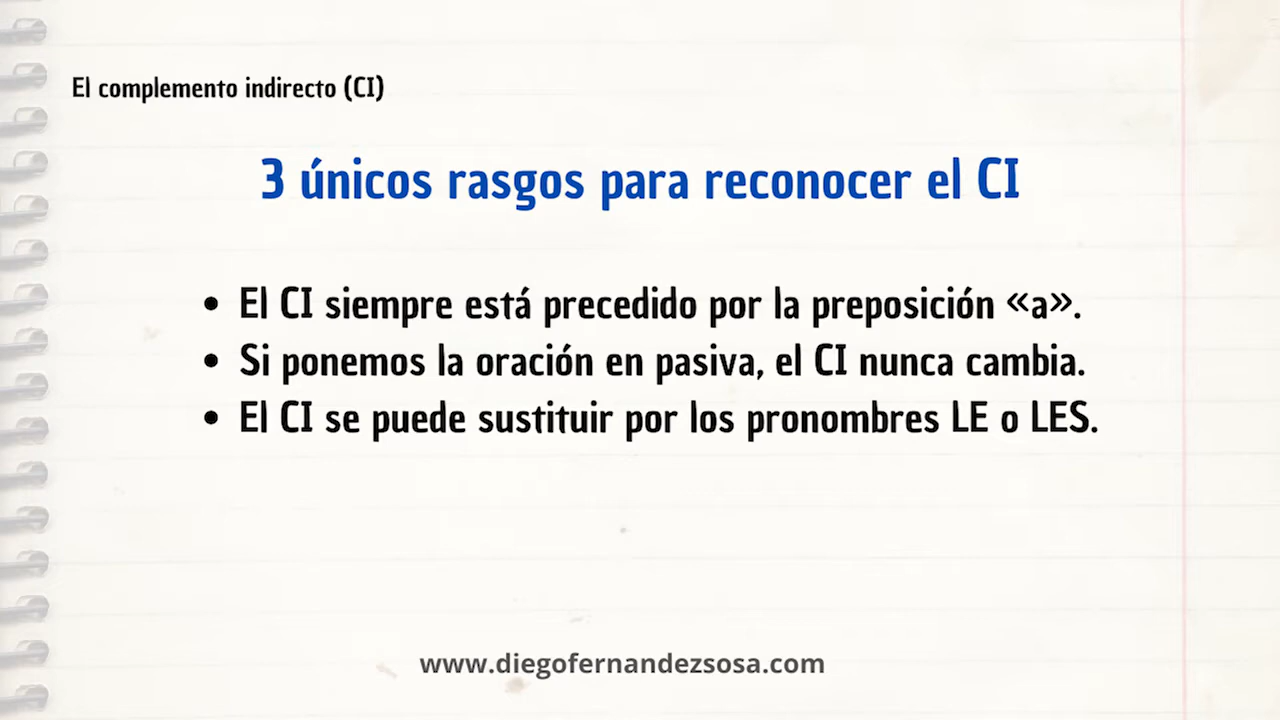 El complemento indirecto (CI)
3 únicos rasgos para reconocer el CI
• El CI siempre está precedido por la preposición «a».
• Si ponemos la oración en pasiva, el CI nunca cambia.
• El CI se puede sustituir por los pronombres LE o LES.
www.diegofernandezsosa.com